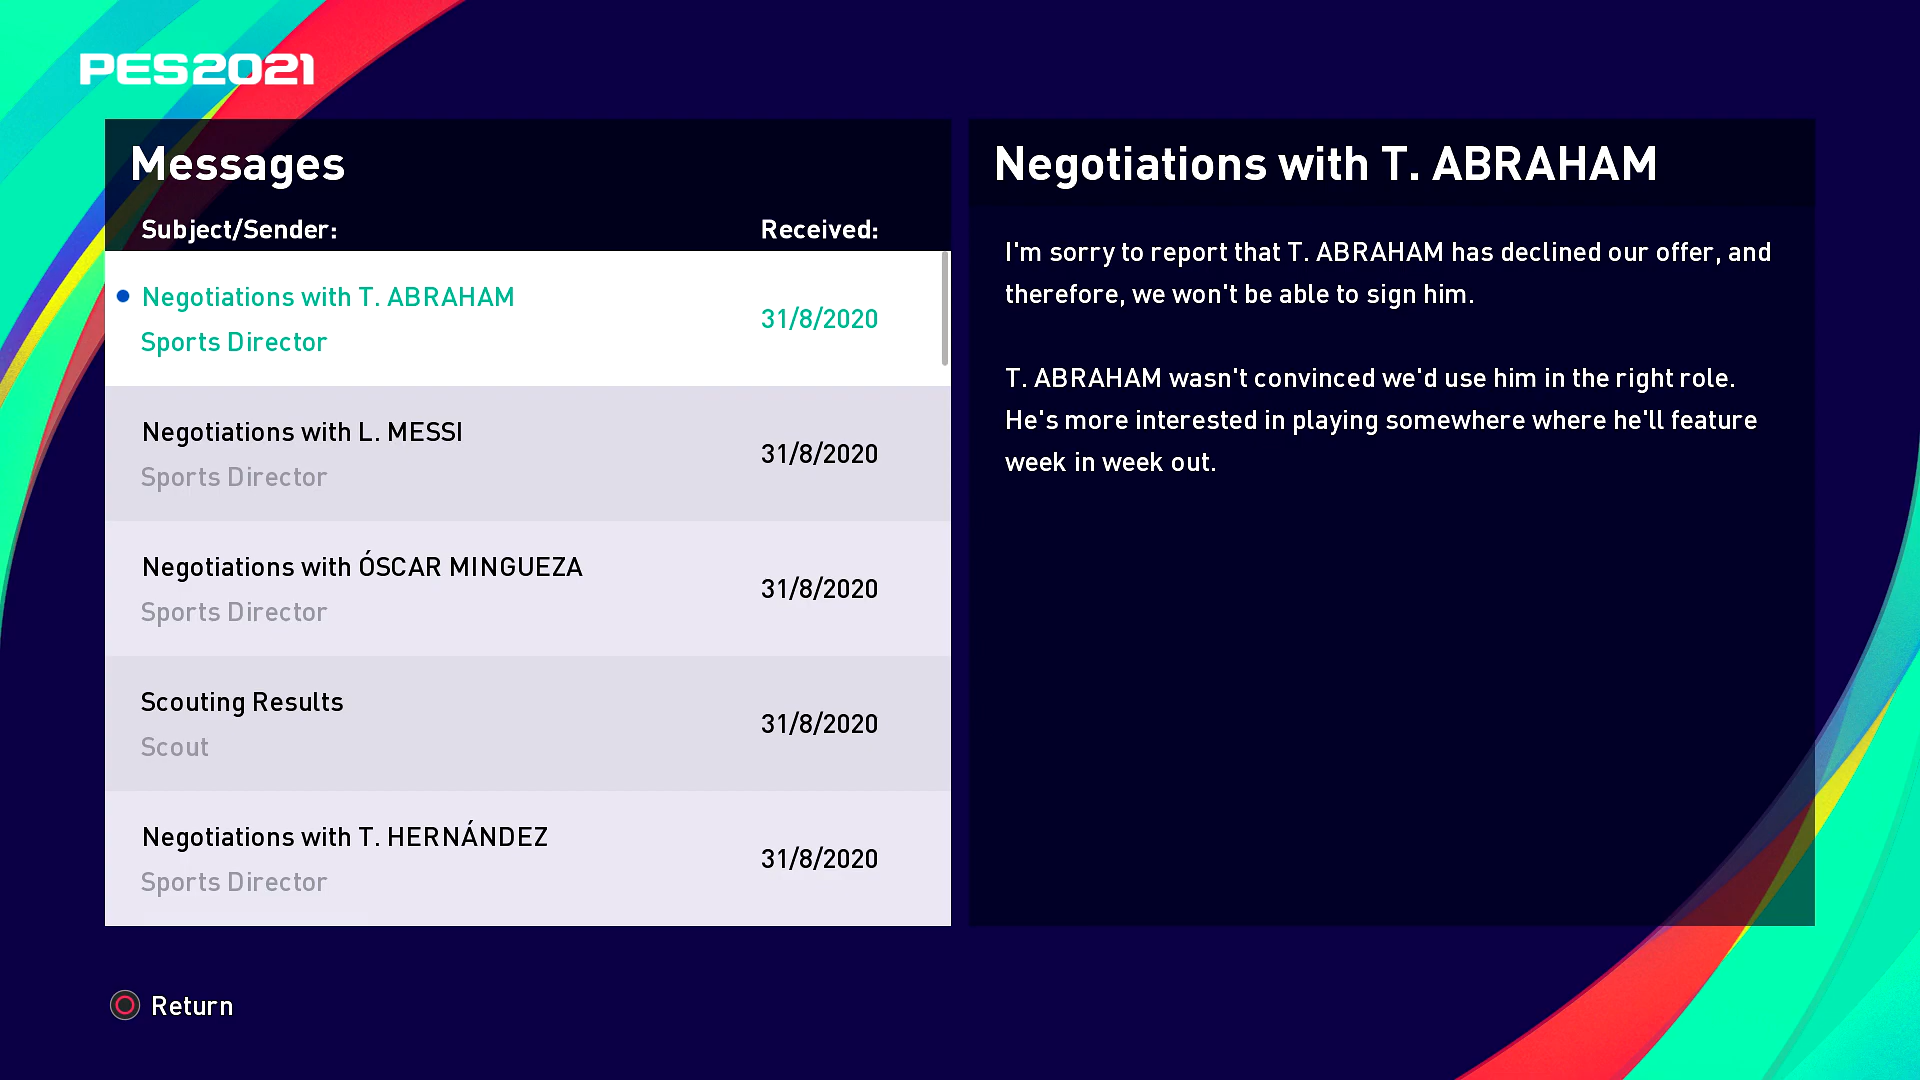 PES2021
Messages
Subject/Sender: Received:
Negotiations with T. ABRAHAM
31/8/2020
Sports Director
Negotiations with L. MESSI
31/8/2020
Sports Director
Negotiations with ÓSCAR MINGUEZA
31/8/2020
Sports Director
Scouting Results
31/8/2020
Scout
Negotiations with T. HERNÁNDEZ
31/8/2020
Sports Director
Negotiations with T. ABRAHAM
I'm sorry to report that T. ABRAHAM has declined our offer, and
therefore, we won't be able to sign him.
T. ABRAHAM wasn't convinced we'd use him in the right role.
He's more interested in playing somewhere where he'll feature
week in week out.
Return